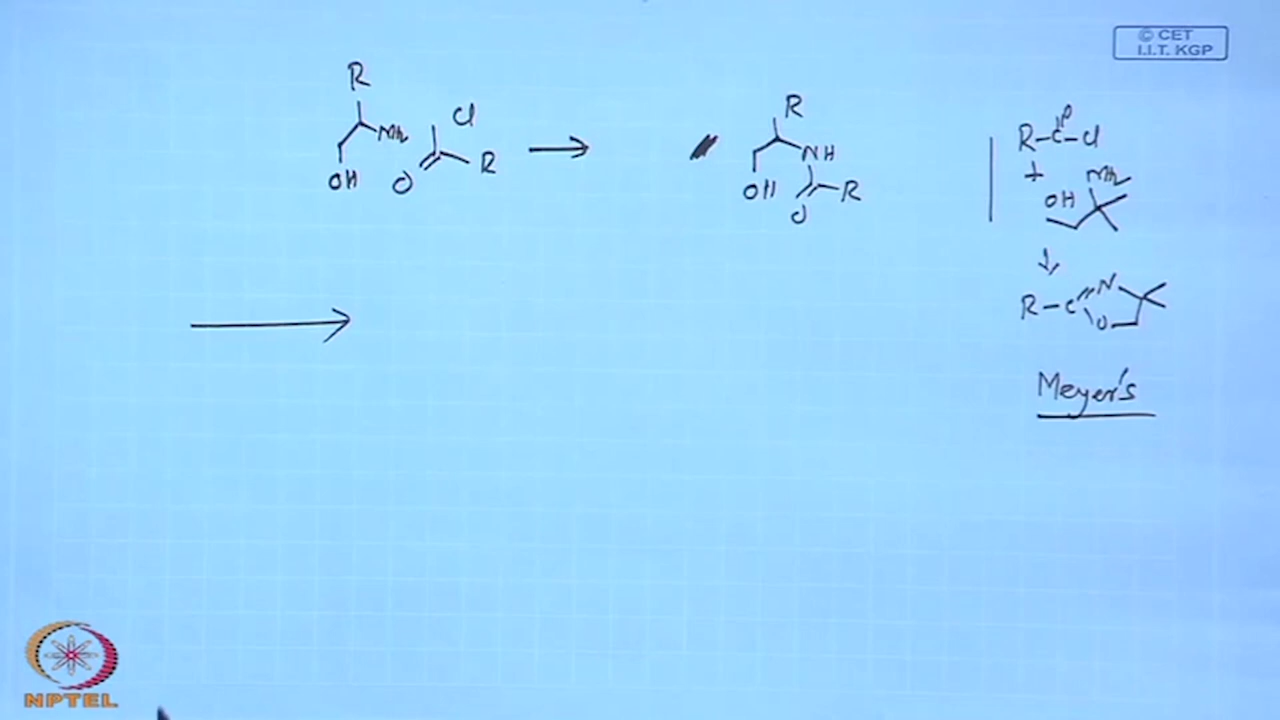 © CET
I.I.T. KGP
R
NH2
OH
Cl
O
R
R
NH
OH
O
R
R-C-Cl
O
+
NH2
OH
R-C
N
O
Meyer's
NPTEL